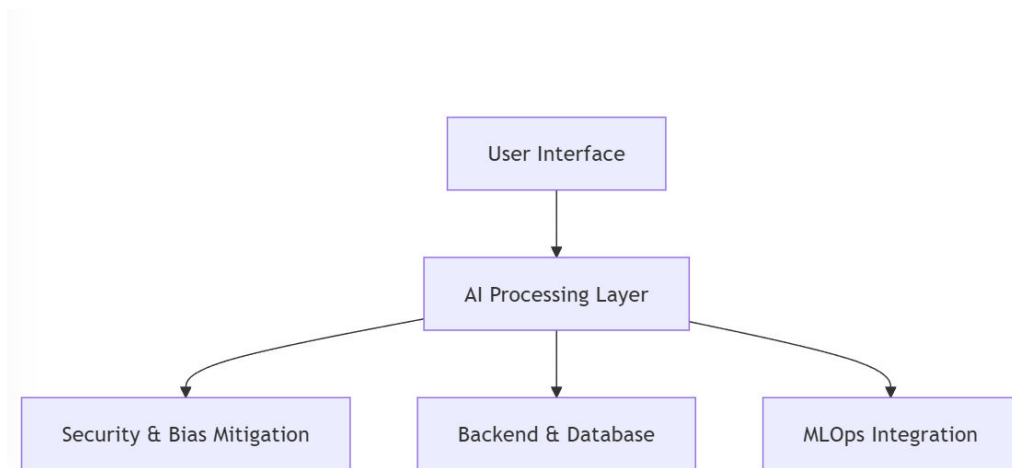 User Interface
AI Processing Layer
Security & Bias Mitigation
Backend & Database
MLOps Integration